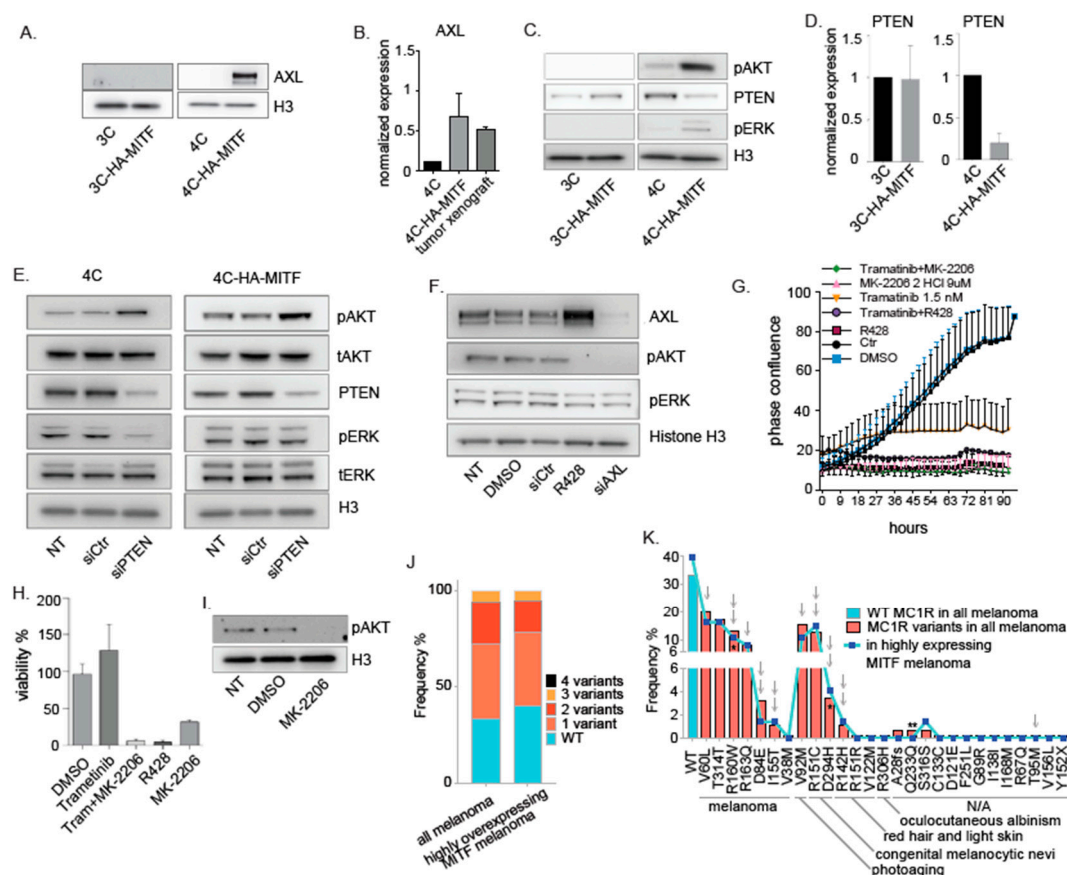 A.
AXL
H3
3C
3C-HA-MITF
4C
4C-HA-MITF
B.
AXL
normalized expression
1.5
1
0.5
0
4C
4C-HA-MITF
tumor xenograft
C.
pAKT
PTEN
pERK
H3
3C
3C-HA-MITF
4C
4C-HA-MITF
D.
PTEN
PTEN
normalized expression
1.5
1
0.5
0
1.5
1
0.5
0
3C
3C-HA-MITF
4C
4C-HA-MITF
E.
4C
4C-HA-MITF
pAKT
tAKT
PTEN
pERK
tERK
H3
NT
siCtr
siPTEN
NT
siCtr
siPTEN
F.
AXL
pAKT
pERK
Histone H3
NT
DMSO
siCtr
R428
siAXL
G.
Tramatinib+MK-2206
MK-2206 2 HCl 9uM
Tramatinib 1.5 nM
Tramatinib+R428
R428
Ctr
DMSO
phase confluence
100
80
60
40
20
0
0 9 18 27 36 45 54 63 72 81 90
hours
H.
viability %
200
150
100
50
0
DMSO
Trametinib
Tram+MK-2206
R428
MK-2206
I.
pAKT
H3
NT
DMSO
MK-2206
J.
Frequency %
100
50
0
4 variants
3 variants
2 variants
1 variant
WT
all melanoma
highly overexpressing
MITF melanoma
K.
Frequency %
40
30
20
10
6
6
4
2
0
WT MC1R in all melanoma
MC1R variants in all melanoma
in highly expressing
MITF melanoma
*
*
**
WT
V60L
T314T
R160W
R163Q
D84E
I155T
V38M
V92M
R151C
D294H
R142H
R151R
V122M
R306H
A28fs
Q233Q
S316S
C133C
D121E
F251L
G89R
I138I
I168M
R67Q
T95M
V156L
Y152X
melanoma
N/A
oculocutaneous albinism
red hair and light skin
congenital melanocytic nevi
photoaging